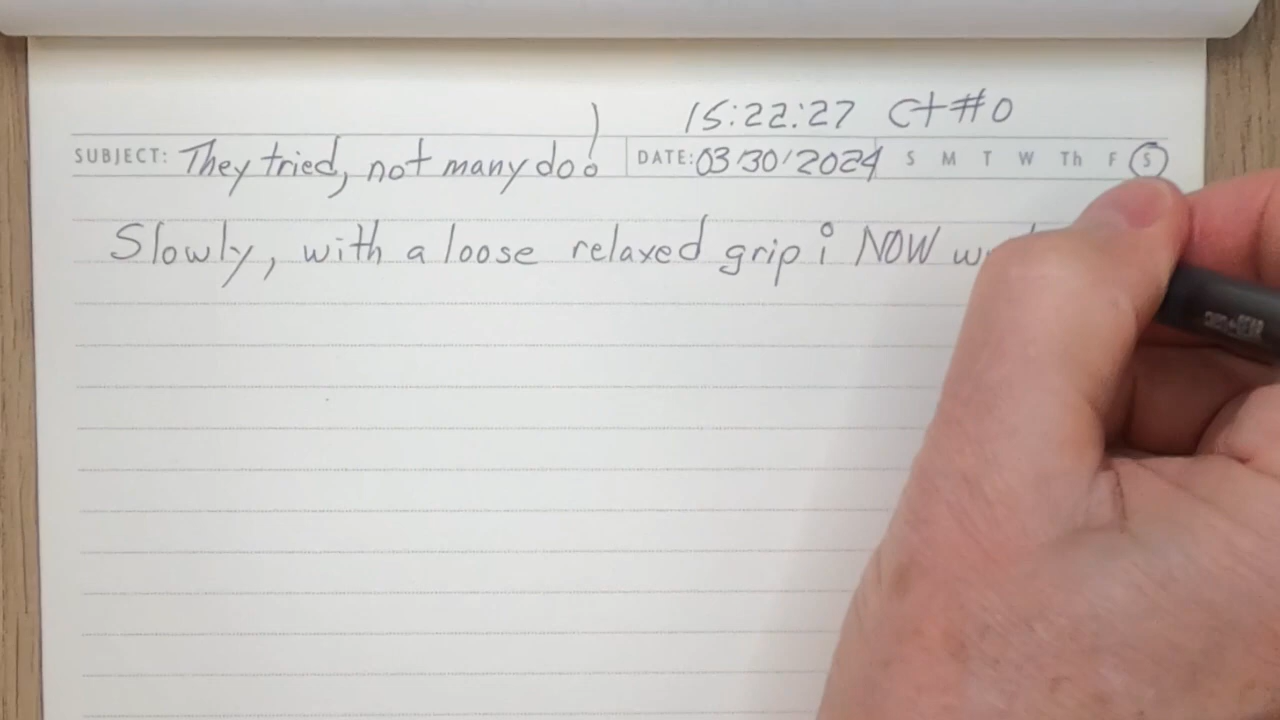 15:22:27 Ct#0
SUBJECT: They tried, not many do! DATE: 03/30/2024 S M T W Th F S
Slowly, with a loose relaxed grip i NOW